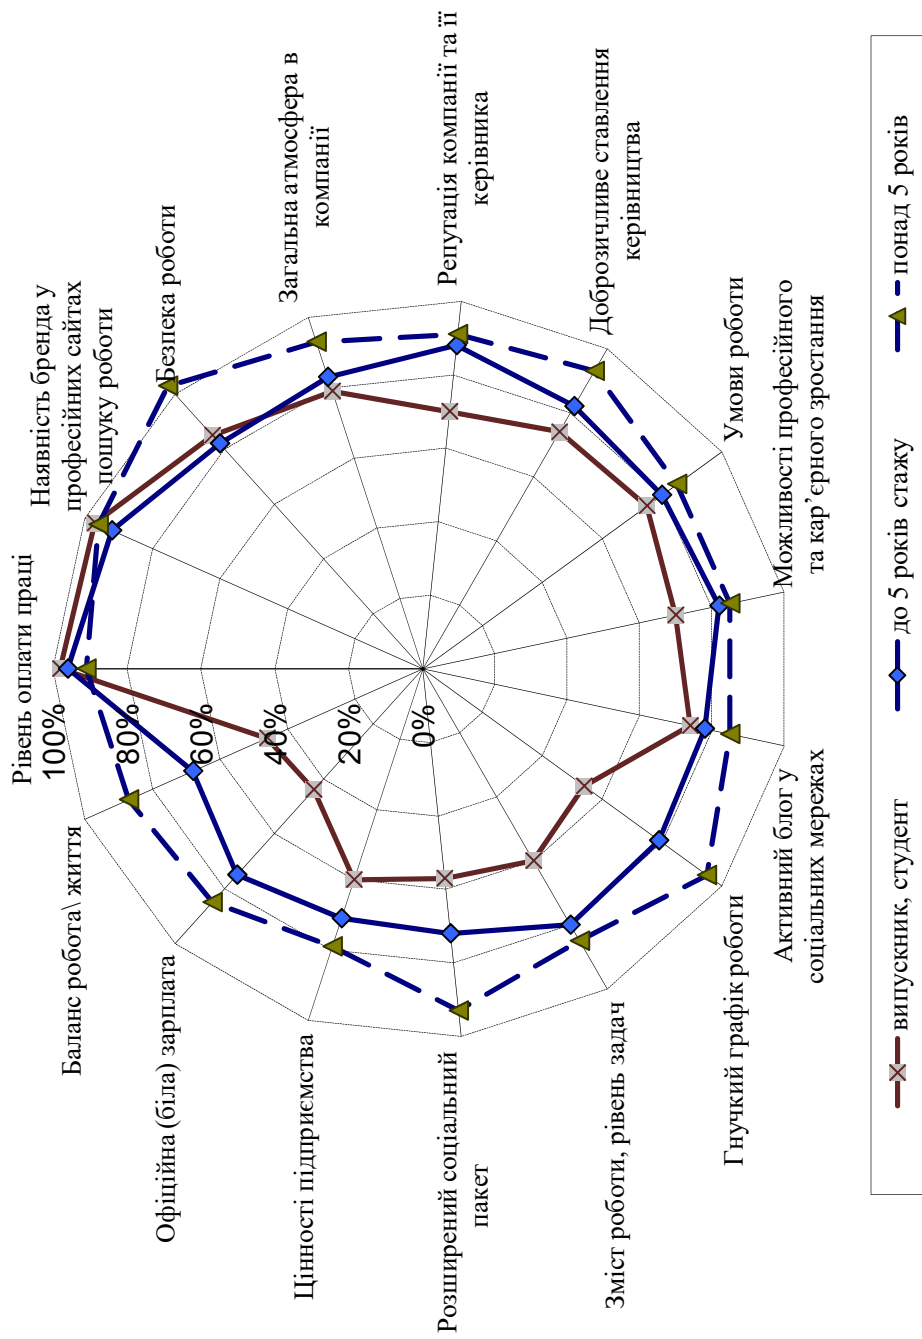 Рівень оплати праці
Наявність бренда у
професійних сайтах
пошуку роботи
Безпека роботи
Загальна атмосфера в
компанії
Репутація компанії та її
керівника
Доброзичливе ставлення
керівництва
Умови роботи
Можливості професійного
та кар’єрного зростання
Активний блог у
соціальних мережах
Гнучкий графік роботи
Зміст роботи, рівень задач
Розширений соціальний
пакет
Цінності підприємства
Офіційна (біла) зарплата
Баланс робота\ життя
100%
80%
60%
40%
20%
0%
випускник, студент
до 5 років стажу
понад 5 років